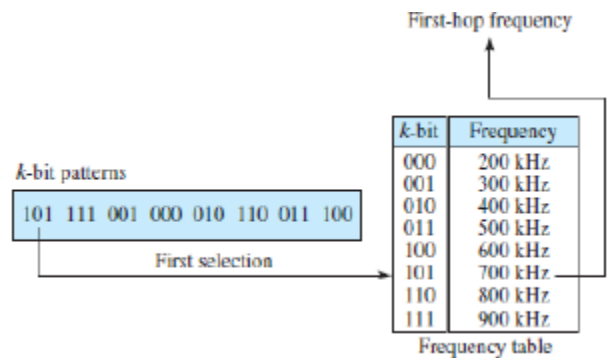 First-hop frequency
k-bit Frequency
000 200 kHz
001 300 kHz
010 400 kHz
011 500 kHz
100 600 kHz
101 700 kHz
110 800 kHz
111 900 kHz
Frequency table
k-bit patterns
101 111 001 000 010 110 011 100
First selection